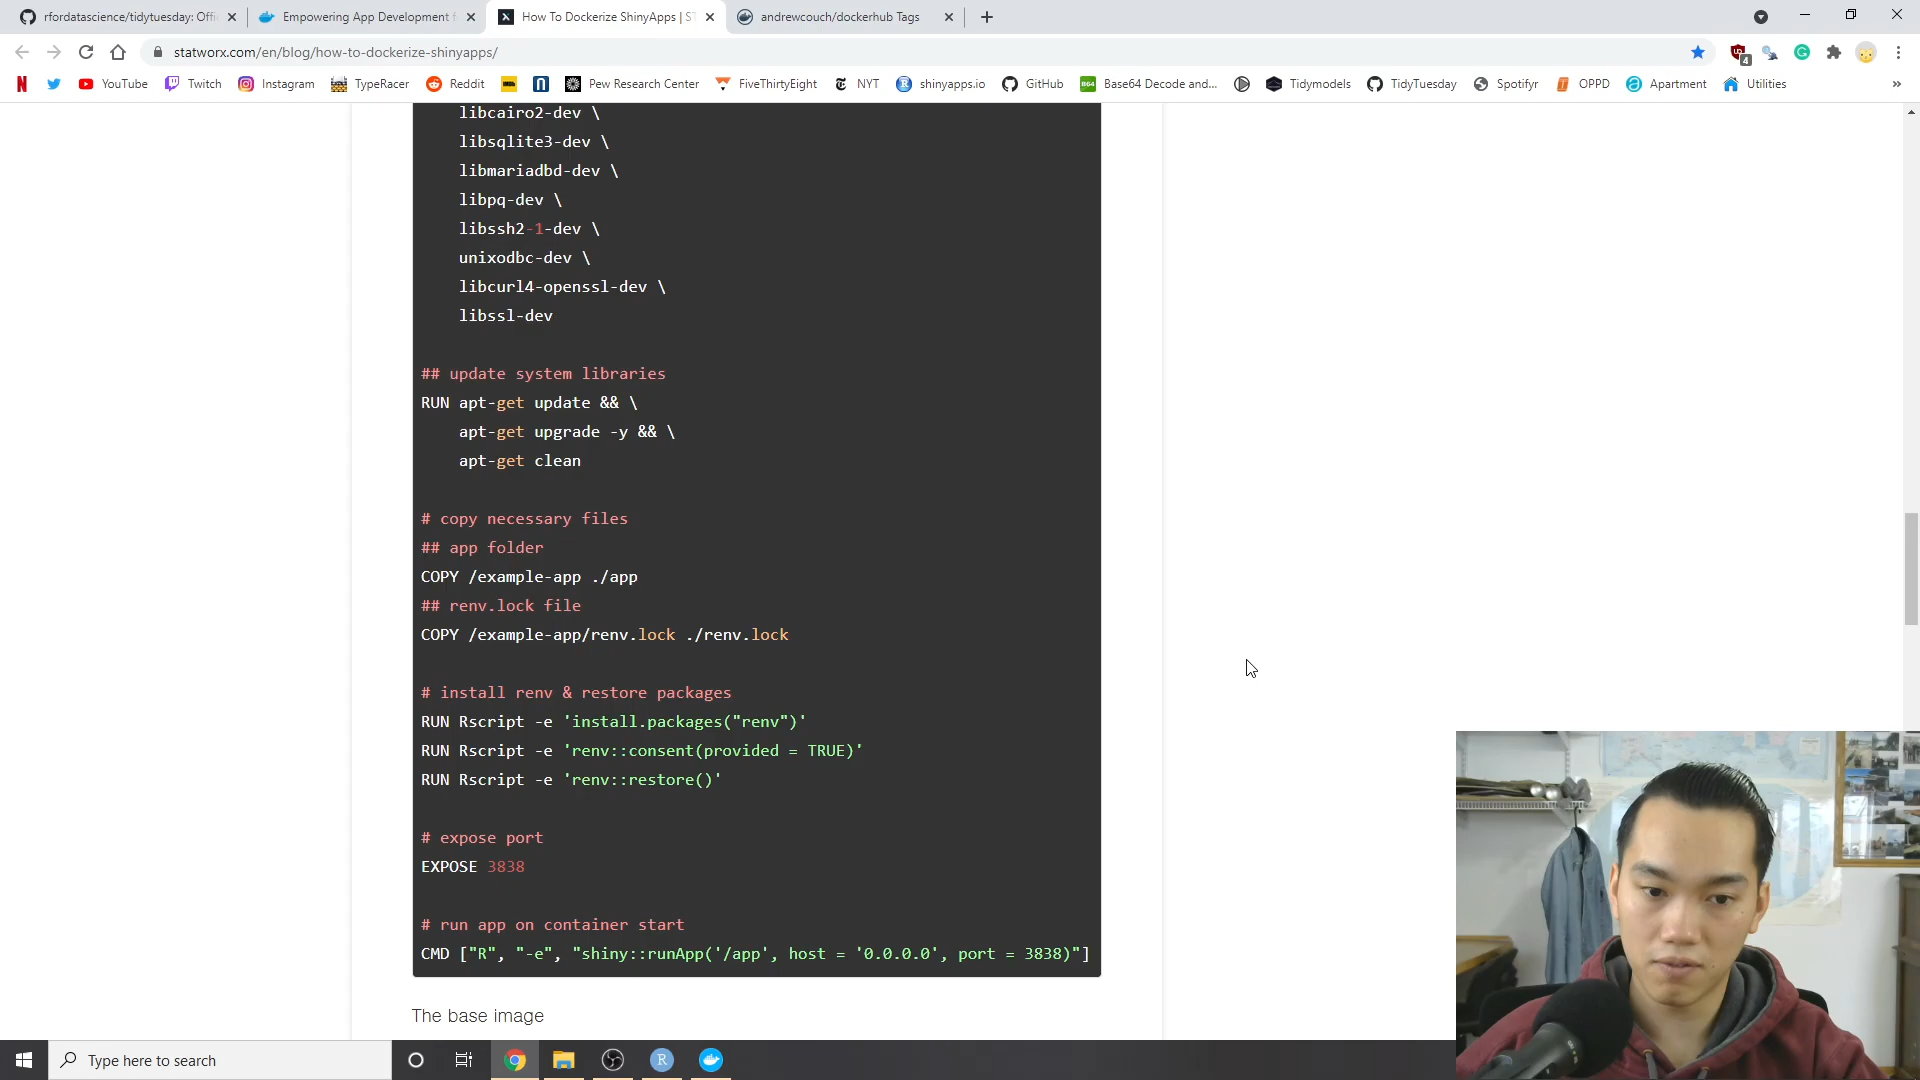 rfordatascience/tidytuesday: Offi
Empowering App Development f
How To Dockerize ShinyApps | ST
andrewcouch/dockerhub Tags
statworx.com/en/blog/how-to-dockerize-shinyapps/
4
YouTube
Twitch
Instagram
TypeRacer
Reddit
Pew Research Center
FiveThirtyEight
NYT
shinyapps.io
GitHub
Base64 Decode and...
Tidymodels
TidyTuesday
Spotifyr
OPPD
Apartment
Utilities
»
libcairo2-dev \
libsqlite3-dev \
libmariadbd-dev \
libpq-dev \
libssh2-1-dev \
unixodbc-dev \
libcurl4-openssl-dev \
libssl-dev
## update system libraries
RUN apt-get update && \
apt-get upgrade -y && \
apt-get clean
# copy necessary files
## app folder
COPY /example-app ./app
## renv.lock file
COPY /example-app/renv.lock ./renv.lock
# install renv & restore packages
RUN Rscript -e 'install.packages("renv")'
RUN Rscript -e 'renv::consent(provided = TRUE)'
RUN Rscript -e 'renv::restore()'
# expose port
EXPOSE 3838
# run app on container start
CMD ["R", "-e", "shiny::runApp('/app', host = '0.0.0.0', port = 3838)"]
The base image
Type here to search